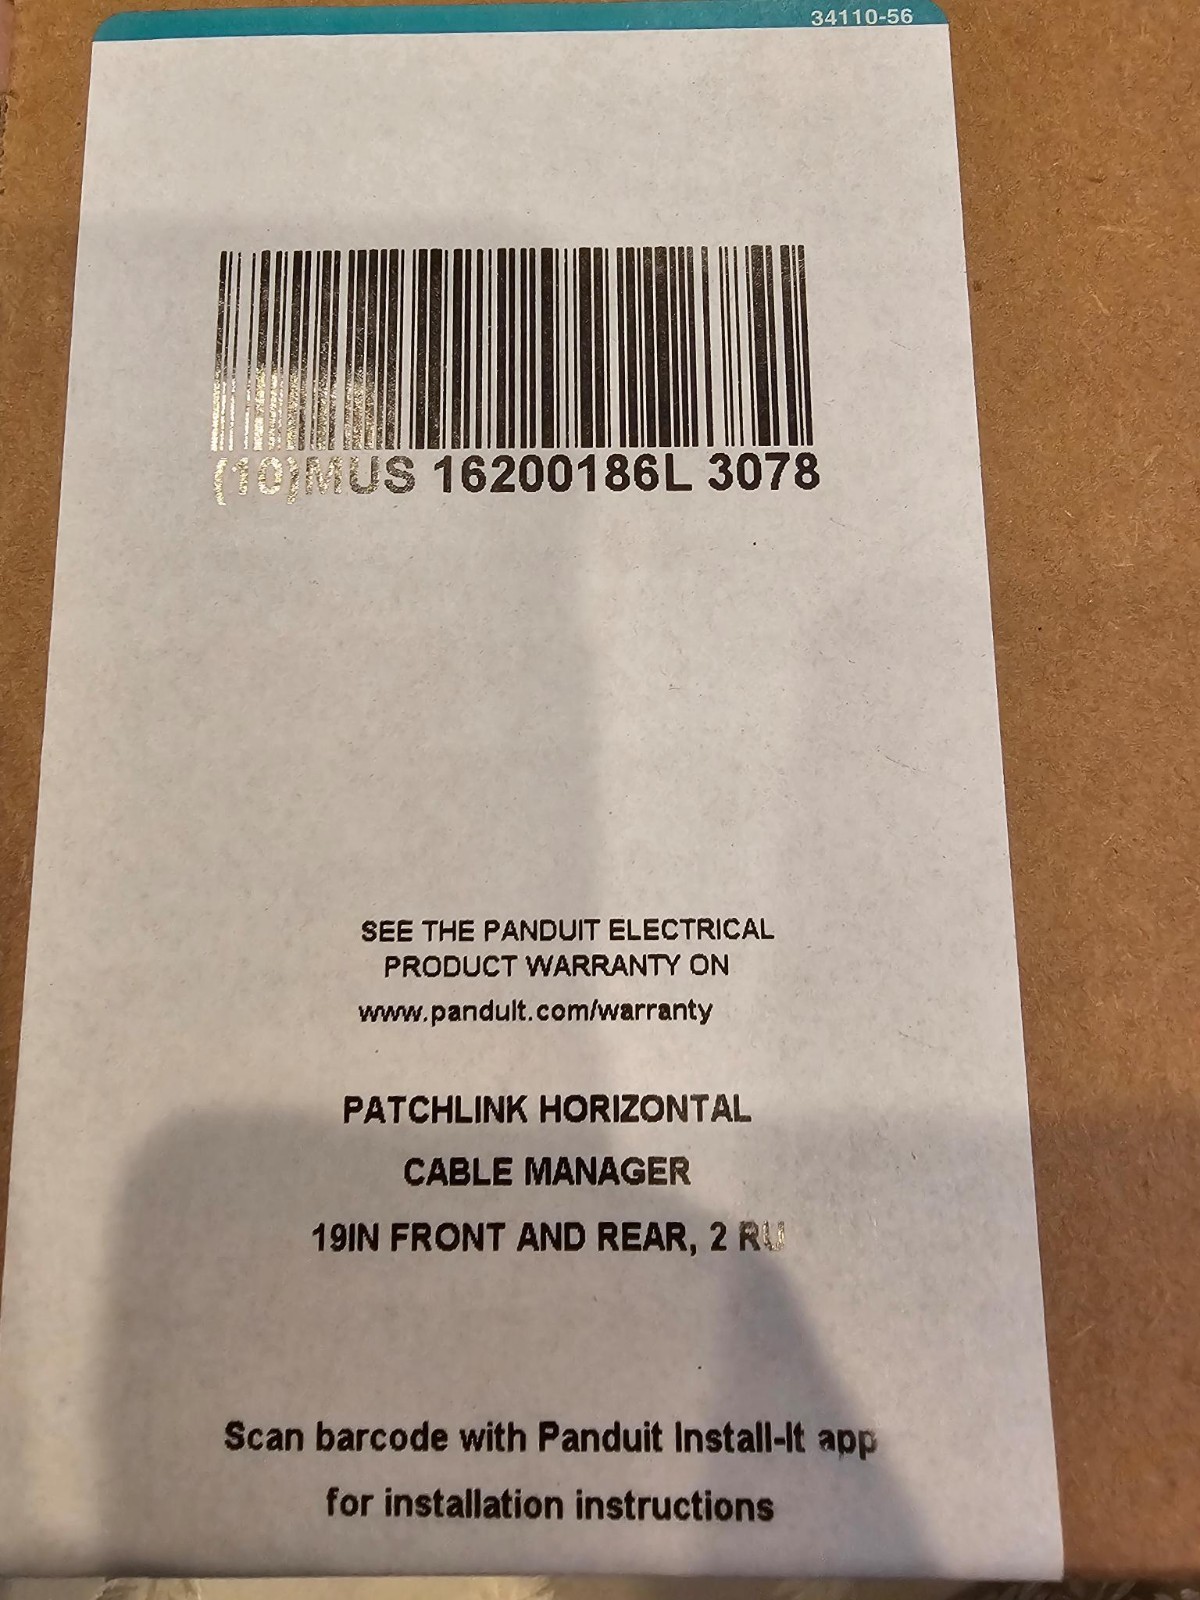 34110-56
(10)MUS 16200186L 3078
SEE THE PANDUIT ELECTRICAL
PRODUCT WARRANTY ON
www.panduit.com/warranty
PATCHLINK HORIZONTAL
CABLE MANAGER
19IN FRONT AND REAR, 2 RU
Scan barcode with Panduit Install-It app
for installation instructions